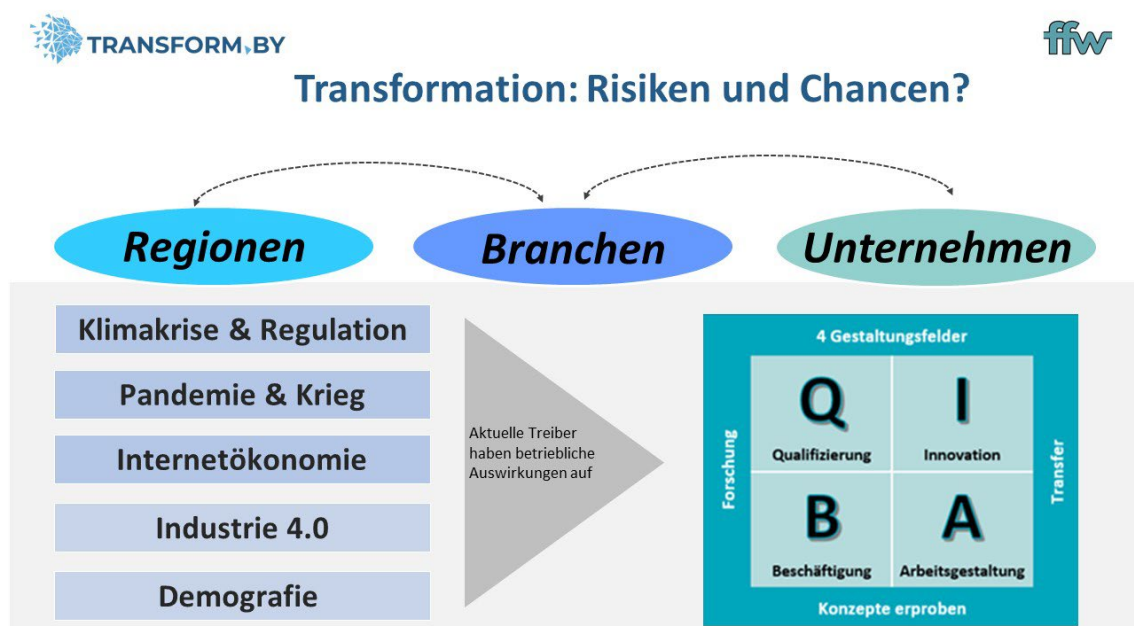 TRANSFORM.BY
ffw
Transformation: Risiken und Chancen?
Regionen
Branchen
Unternehmen
Klimakrise & Regulation
Pandemie & Krieg
Internetökonomie
Industrie 4.0
Demografie
Aktuelle Treiber
haben betriebliche
Auswirkungen auf
4 Gestaltungsfelder
Forschung
Q
Qualifizierung
I
Innovation
B
Beschäftigung
A
Arbeitsgestaltung
Transfer
Konzepte erproben